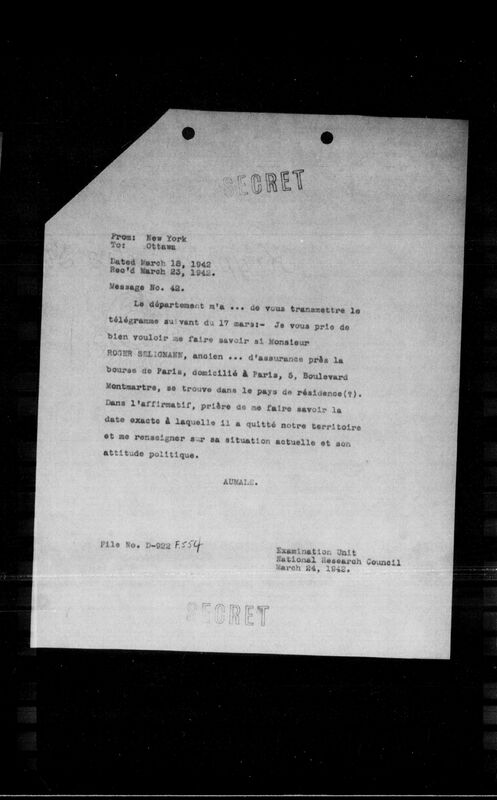 SECRET
From: New York
To: Ottawa
Dated March 18, 1942
Rec'd March 23, 1942.
Message No. 42.
Le département m'a ... de vous transmettre le
télégramme suivant du 17 mars:- Je vous prie de
bien vouloir me faire savoir si Monsieur
ROGER SELIGMANN, ancien ... d'assurance près la
bourse de Paris, domicilié à Paris, 5, Boulevard
Montmartre, se trouve dans le pays de résidence(?).
Dans l'affirmatif, prière de me faire savoir la
date exacte à laquelle il a quitté notre territoire
et me renseigner sur sa situation actuelle et son
attitude politique.
AUMALE.
File No. D-922 F.554
Examination Unit
National Research Council
March 24, 1942.
SECRET